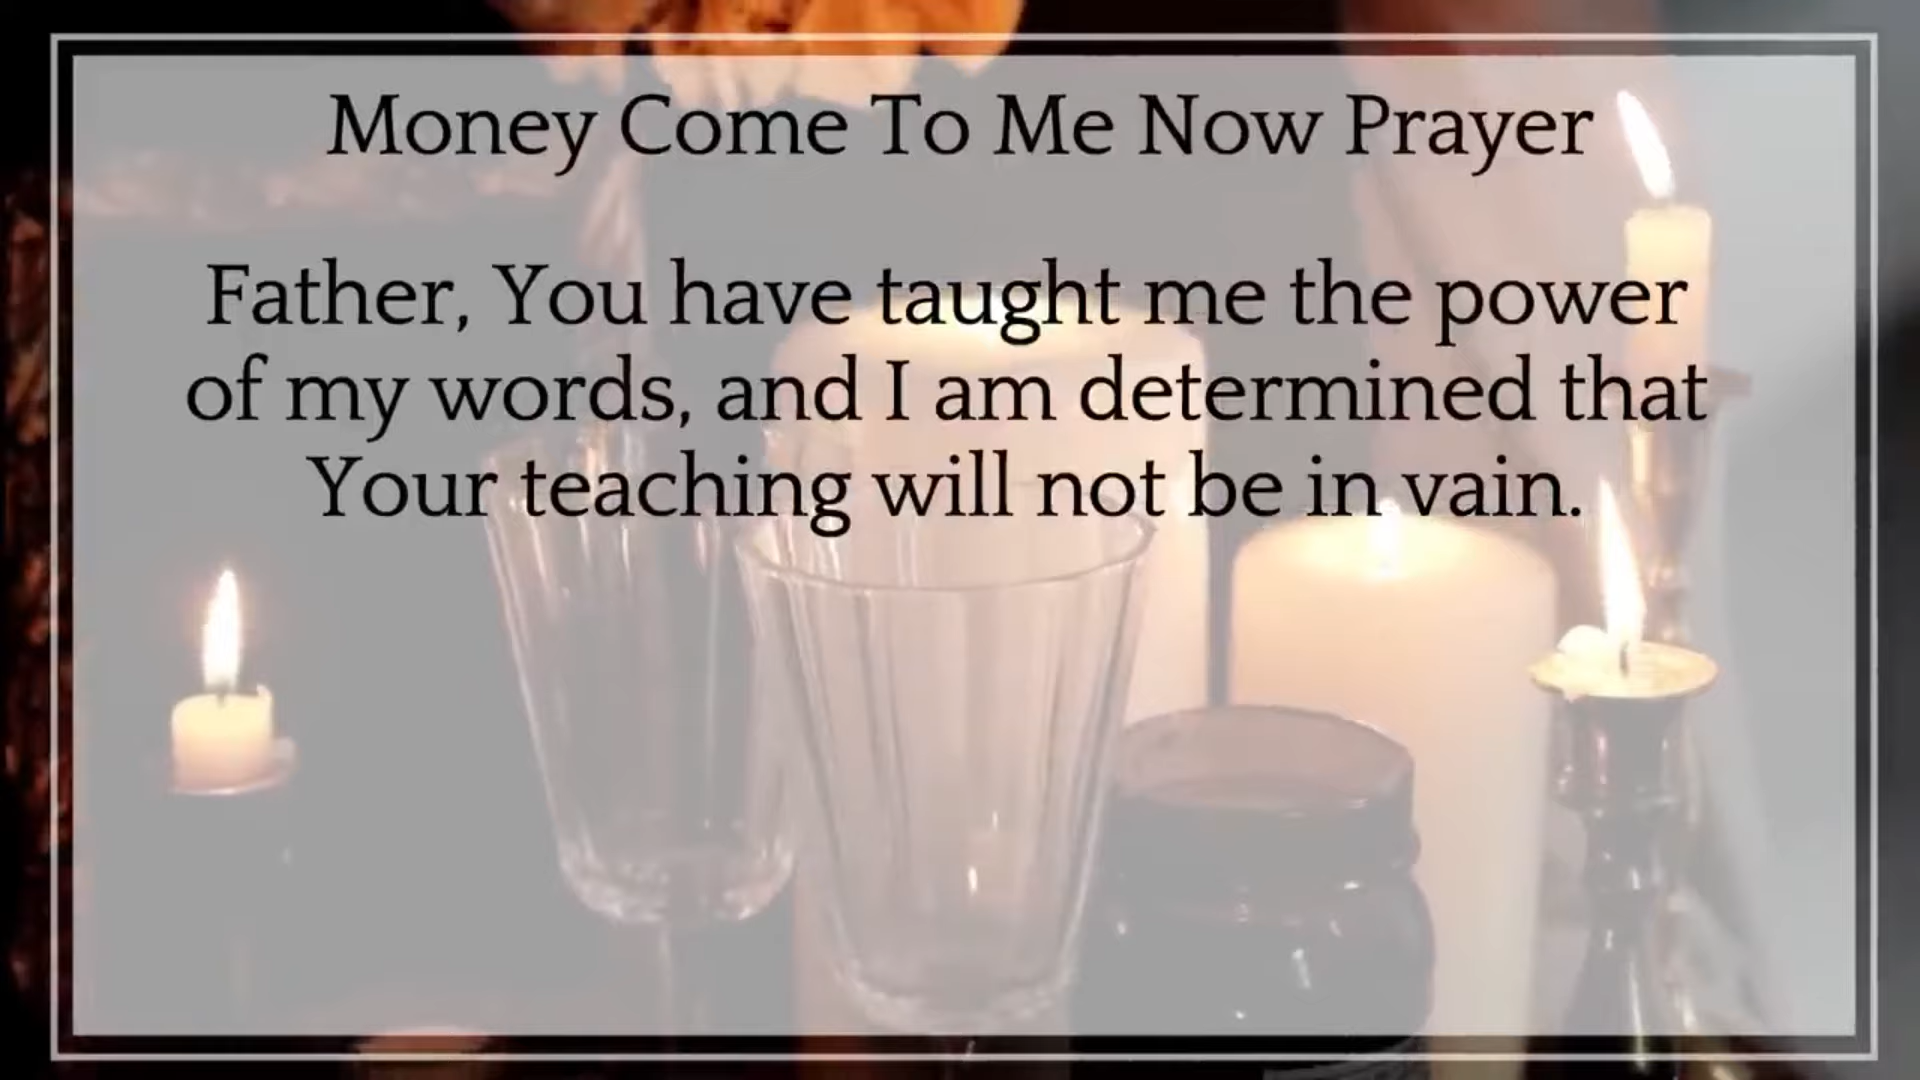 Money Come To Me Now Prayer
Father, You have taught me the power
of my words, and I am determined that
Your teaching will not be in vain.